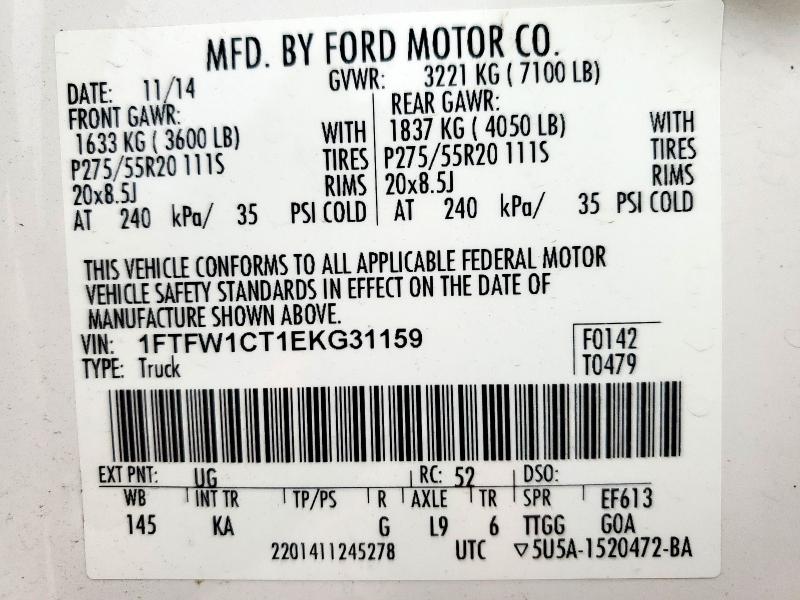 MFD. BY FORD MOTOR CO.
DATE: 11/14 GVWR: 3221 KG ( 7100 LB)
FRONT GAWR: REAR GAWR:
1633 KG ( 3600 LB) WITH 1837 KG ( 4050 LB) WITH
P275/55R20 111S TIRES P275/55R20 111S TIRES
20x8.5J RIMS 20x8.5J RIMS
AT 240 kPa/ 35 PSI COLD AT 240 kPa/ 35 PSI COLD
THIS VEHICLE CONFORMS TO ALL APPLICABLE FEDERAL MOTOR
VEHICLE SAFETY STANDARDS IN EFFECT ON THE DATE OF
MANUFACTURE SHOWN ABOVE.
VIN: 1FTFW1CT1EKG31159 F0142
TYPE: Truck T0479
EXT PNT: UG RC: 52 DSO:
WB INT TR TP/PS R AXLE TR SPR EF613
145 KA G L9 6 TTGG GOA
2201411245278 UTC ▽5U5A-1520472-BA